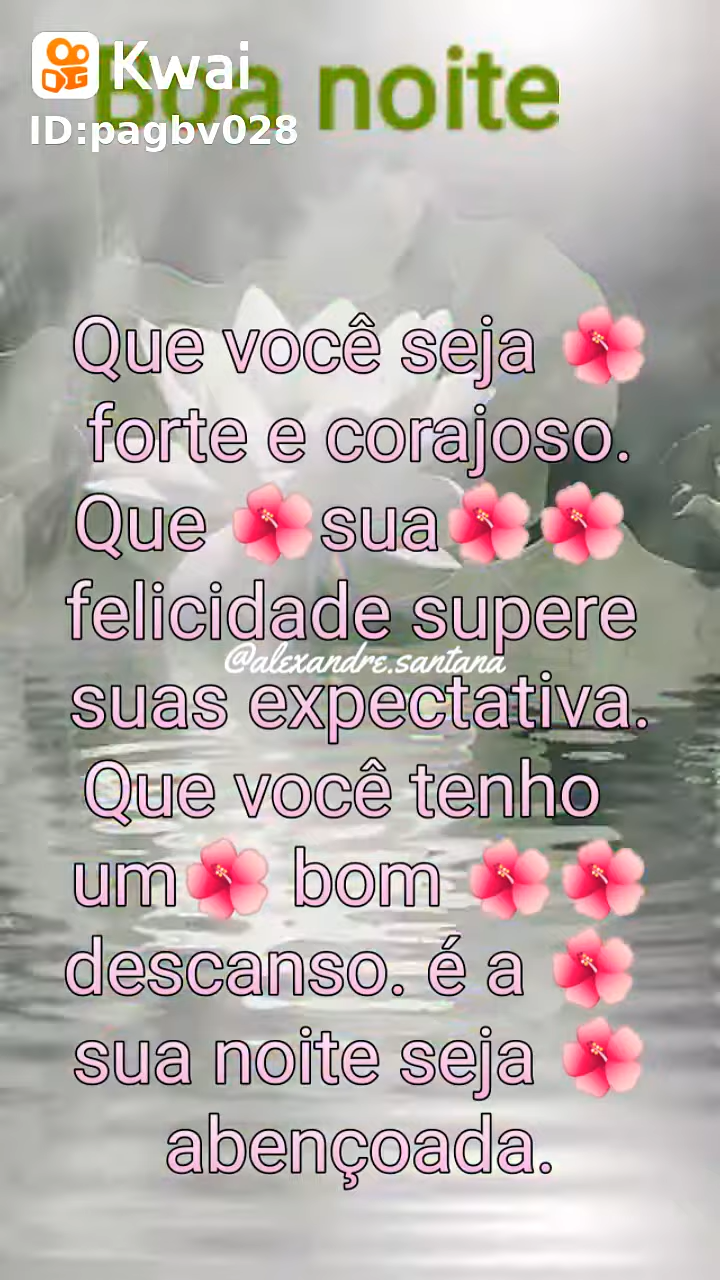 Kwai
Boa noite
ID:pagbv028
Que você seja 🌺
forte e corajoso.
Que 🌺sua🌺🌺
felicidade supere
@alexandre.santana
suas expectativa.
Que você tenho
um🌺 bom 🌺🌺
descanso. é a 🌺
sua noite seja 🌺
abençoada.